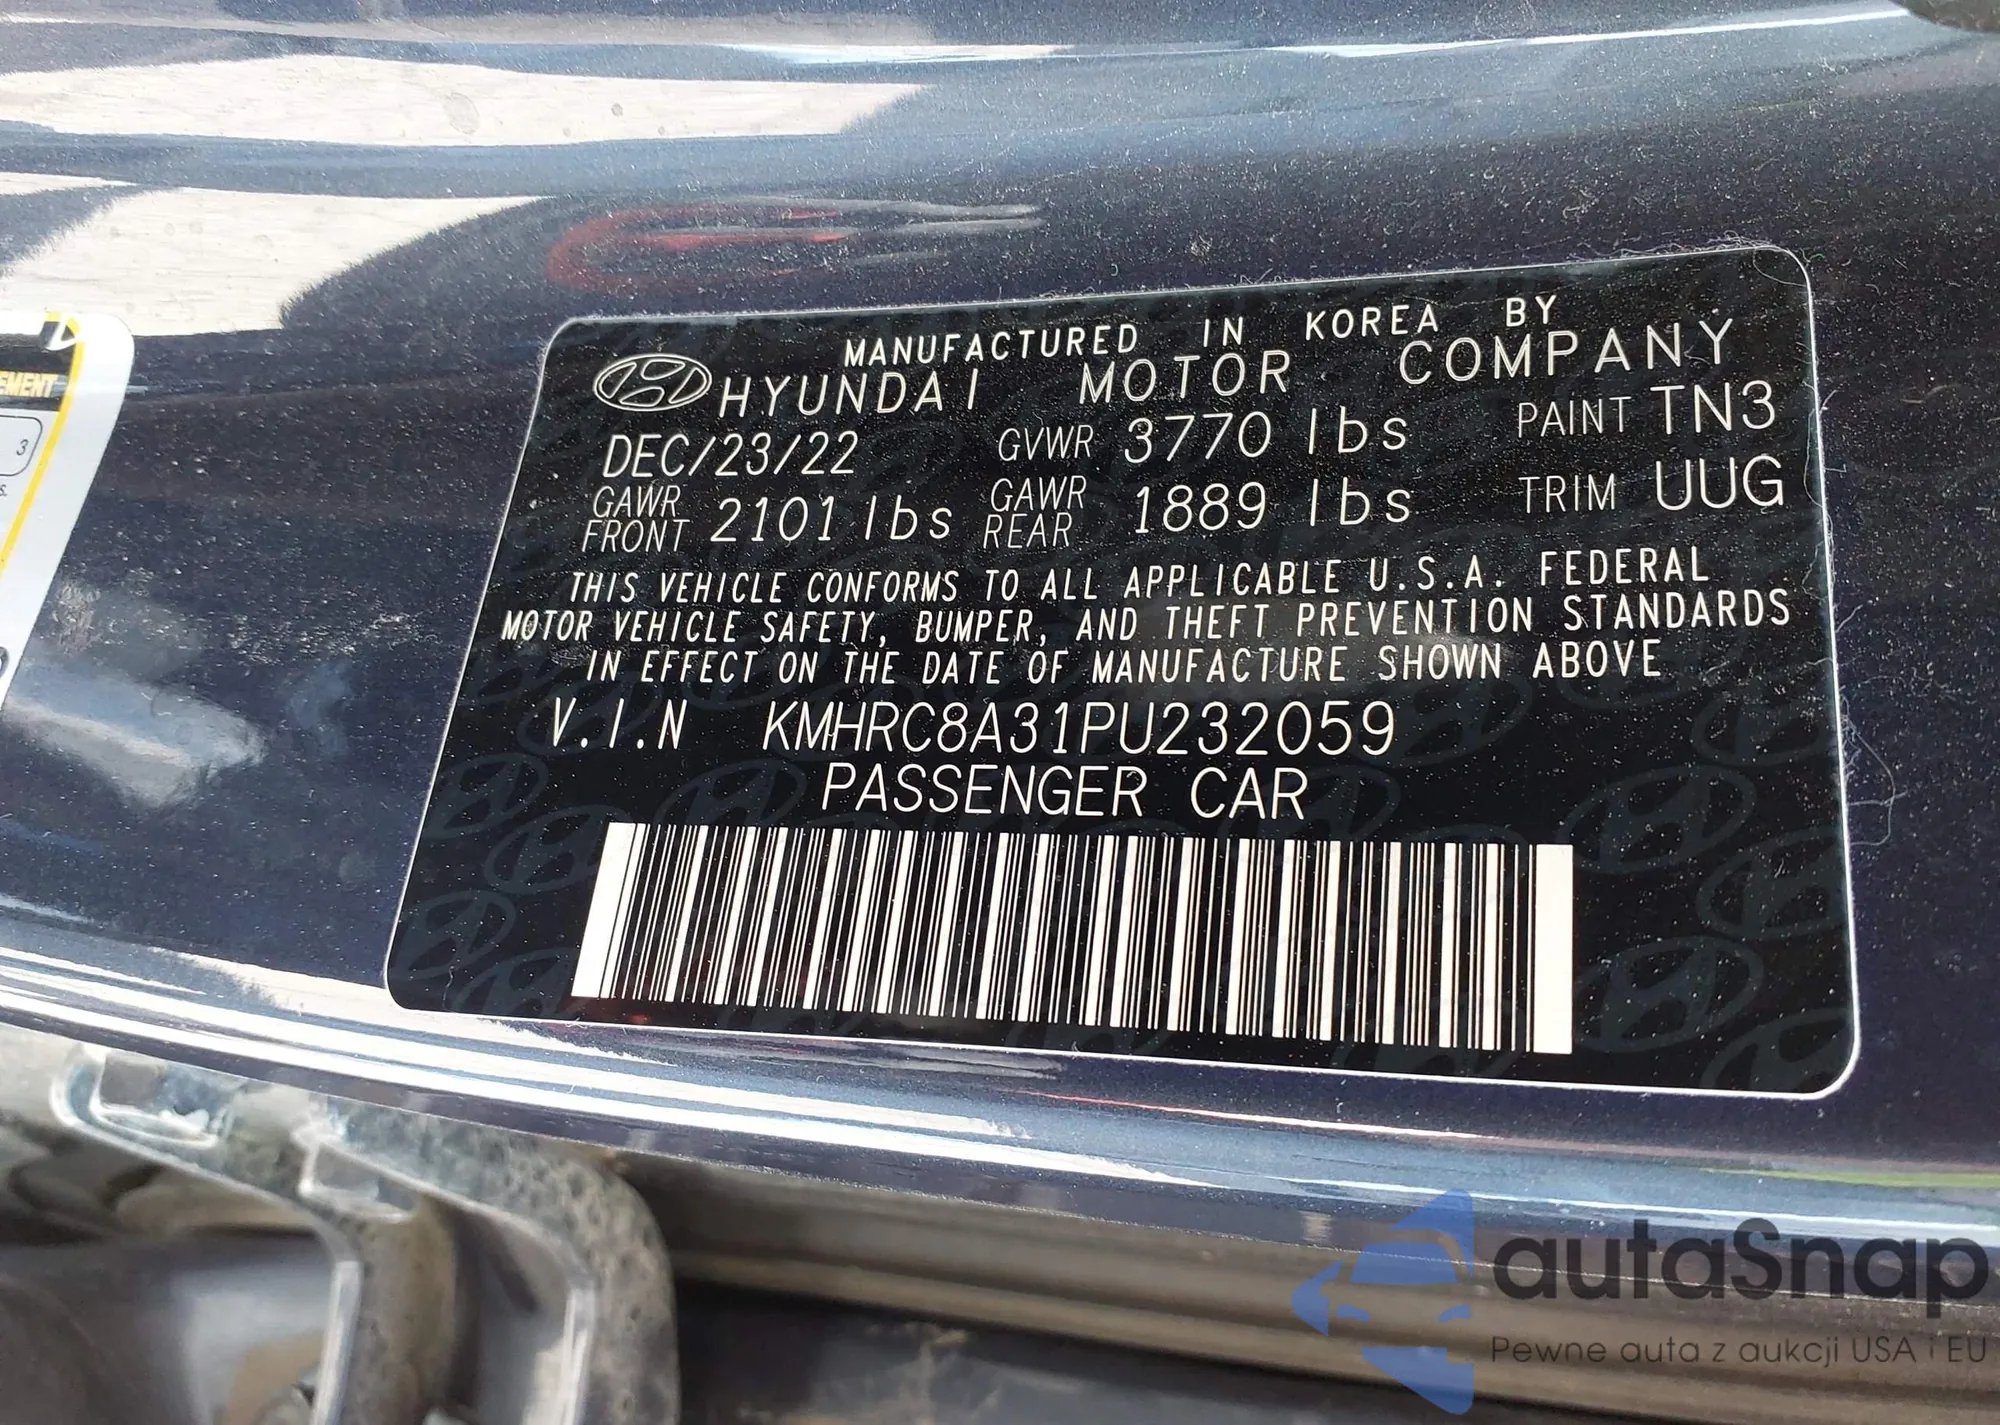 EMENT
3
s.
MANUFACTURED IN KOREA BY
HYUNDAI MOTOR COMPANY
DEC/23/22 GVWR 3770 lbs PAINT TN3
GAWR FRONT 2101 lbs GAWR REAR 1889 lbs TRIM UUG
THIS VEHICLE CONFORMS TO ALL APPLICABLE U.S.A. FEDERAL
MOTOR VEHICLE SAFETY, BUMPER, AND THEFT PREVENTION STANDARDS
IN EFFECT ON THE DATE OF MANUFACTURE SHOWN ABOVE
V.I.N KMHRC8A31PU232059
PASSENGER CAR
autaSnap
Pewne auta z aukcji USA i EU